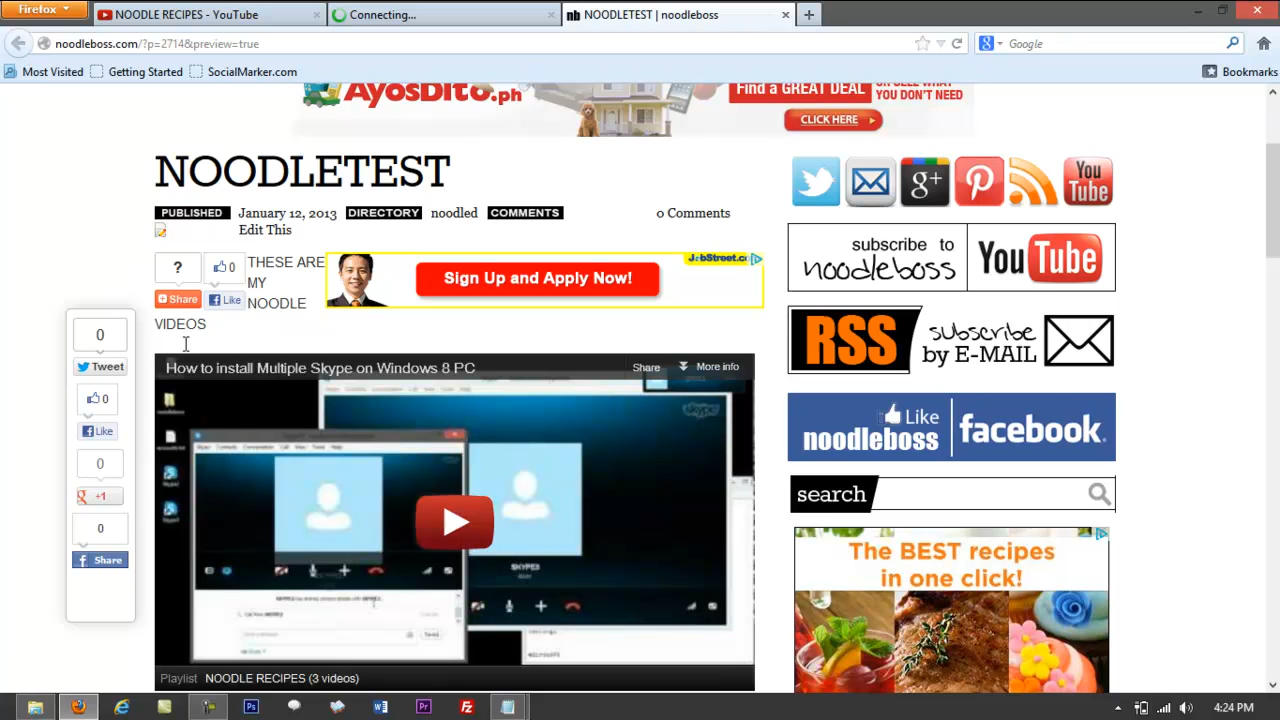 Firefox
NOODLE RECIPES - YouTube
Connecting...
nb NOODLETEST | noodleboss
noodleboss.com/?p=2714&preview=true
Google
Most Visited
Getting Started
SocialMarker.com
Bookmarks
AyosDito.ph
Find a GREAT DEAL
YOU DON'T NEED
CLICK HERE
NOODLETEST
PUBLISHED January 12, 2013 DIRECTORY noodled COMMENTS 0 Comments
Edit This
?
0
Share
Like
THESE ARE
MY
NOODLE
VIDEOS
JobStreet.co
Sign Up and Apply Now!
0
Tweet
0
Like
0
+1
0
Share
How to install Multiple Skype on Windows 8 PC
Share
More info
SKYPE3
Playlist NOODLE RECIPES (3 videos)
You
Tube
subscribe to
noodleboss
YouTube
RSS
subscribe
by E-MAIL
Like
noodleboss
facebook.
search
The BEST recipes
in one click!
4:24 PM